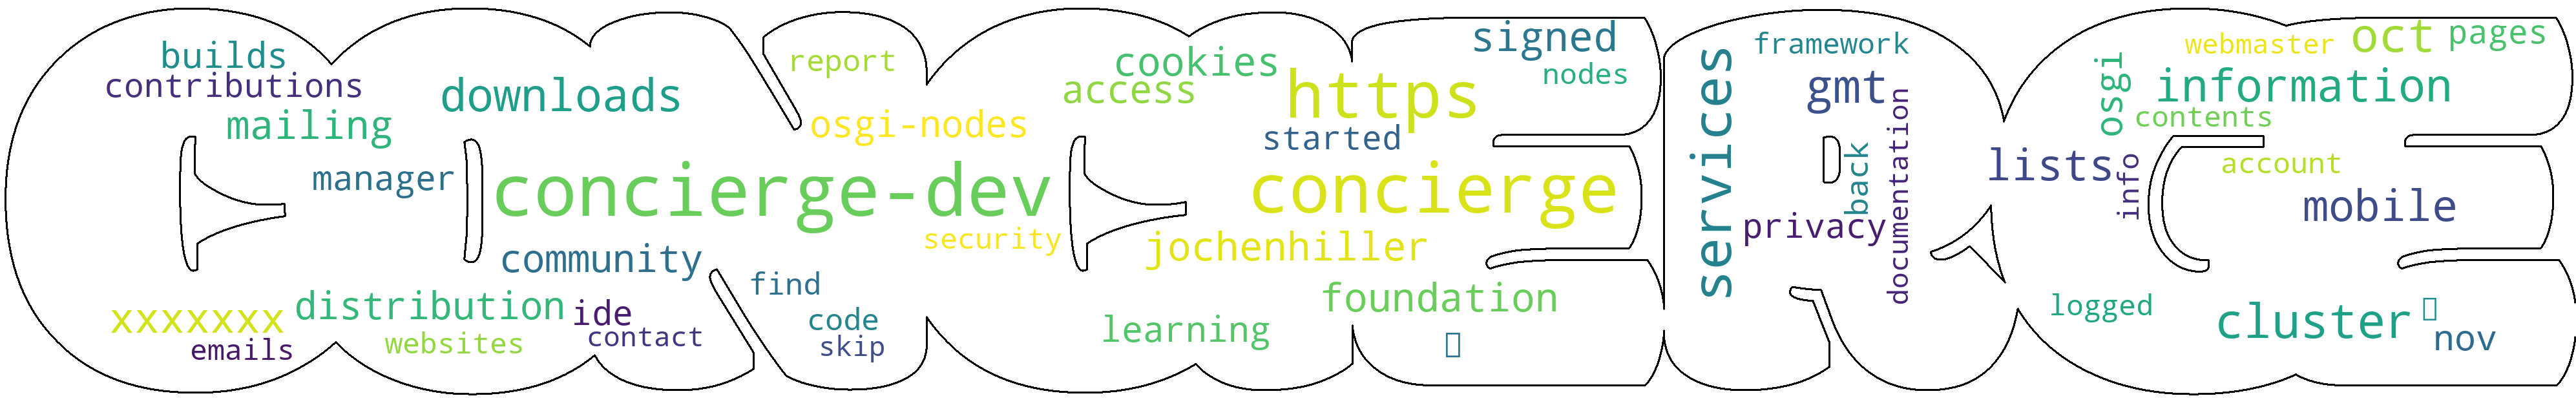 builds
contributions
mailing
manager
downloads
report
osgi-nodes
concierge-dev
security
community
find
distribution
ide
contact
websites
xxxxxxx
emails
code
skip
cookies
access
https
signed
nodes
started
concierge
jochenhiller
foundation
learning
services
framework
gmt
back
documentation
privacy
webmaster
oct
pages
osgi
information
contents
lists
info
account
mobile
logged
cluster
nov